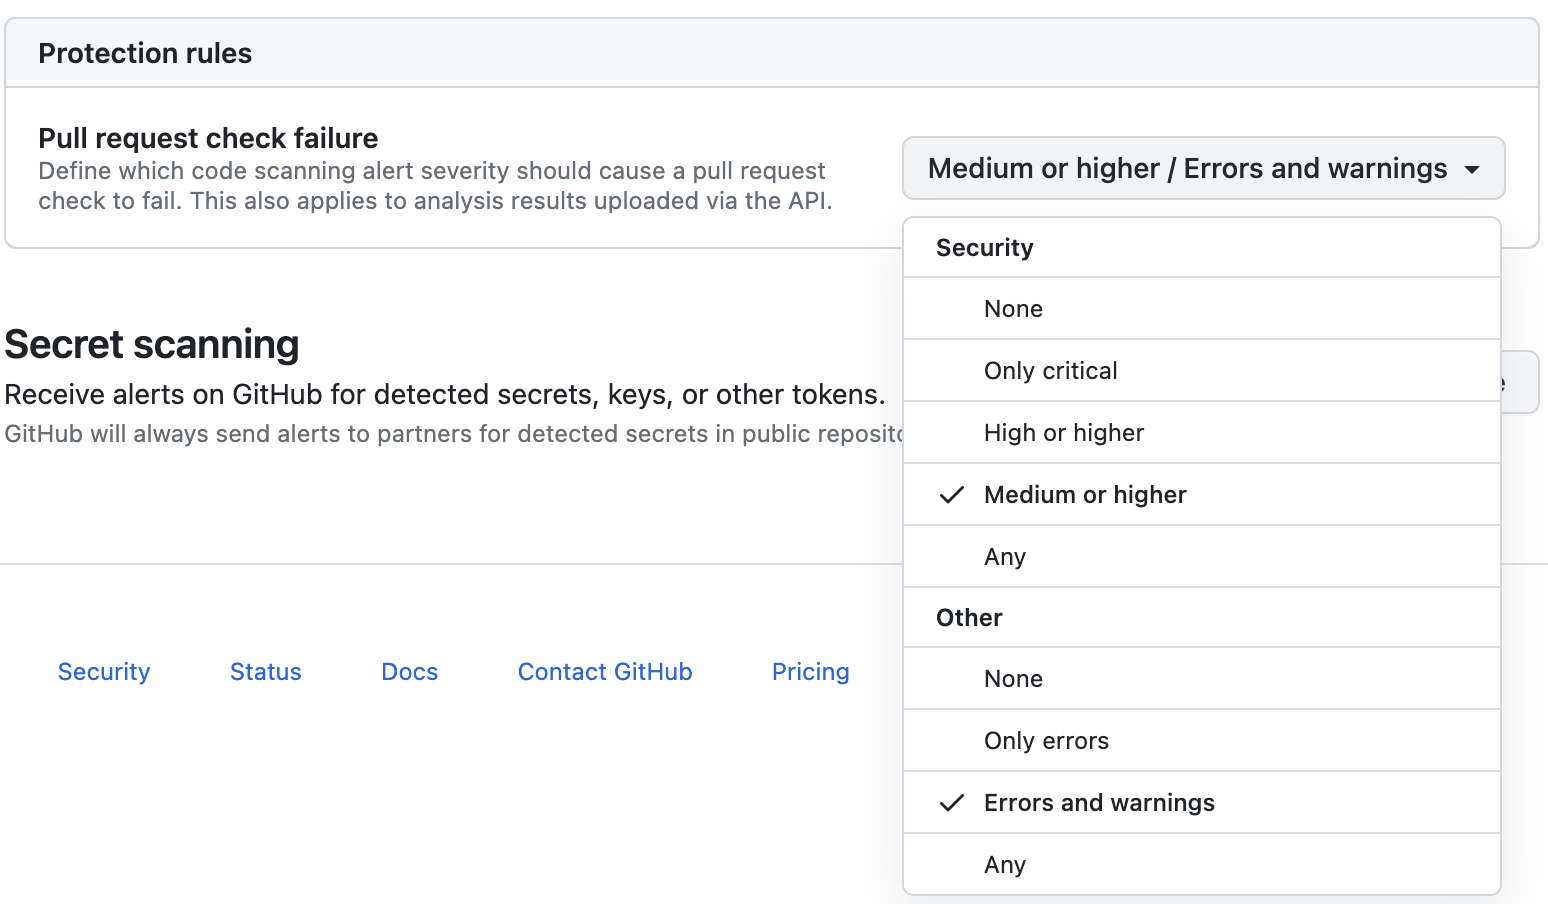 Protection rules
Pull request check failure
Define which code scanning alert severity should cause a pull request
check to fail. This also applies to analysis results uploaded via the API.
Medium or higher / Errors and warnings
Security
None
Only critical
High or higher
Medium or higher
Any
Other
None
Only errors
Errors and warnings
Any
Secret scanning
Receive alerts on GitHub for detected secrets, keys, or other tokens.
GitHub will always send alerts to partners for detected secrets in public
Security
Status
Docs
Contact GitHub
Pricing